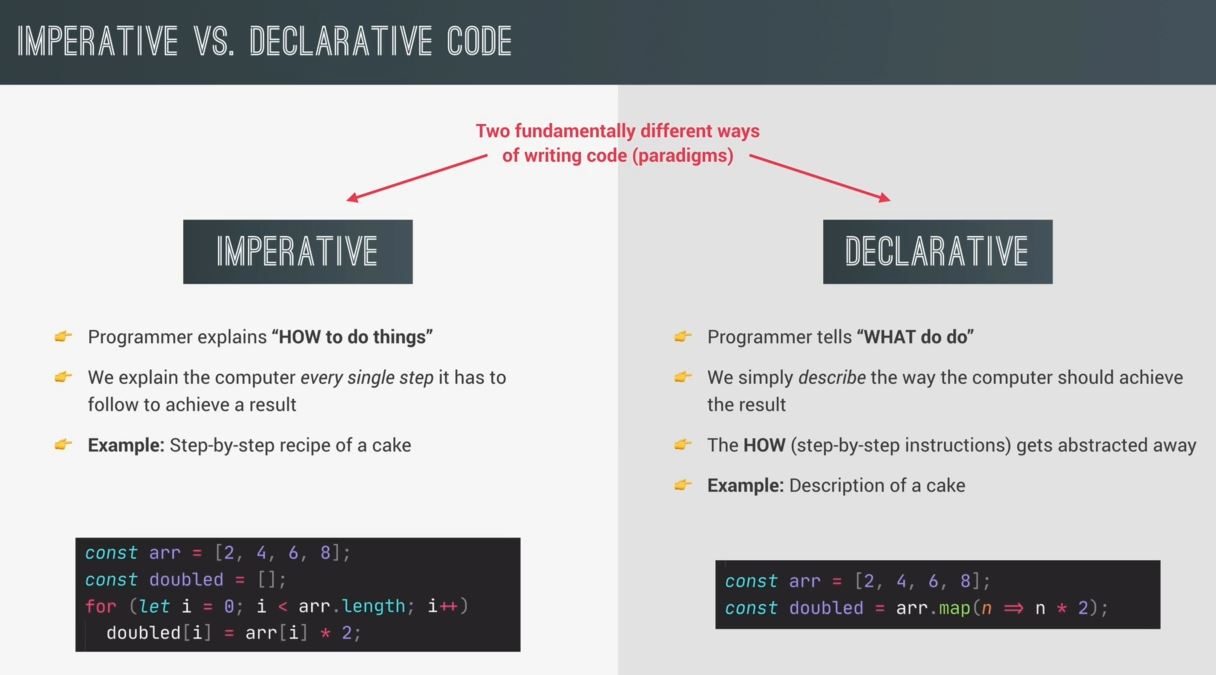 IMPERATIVE VS. DECLARATIVE CODE
Two fundamentally different ways
of writing code (paradigms)
IMPERATIVE
👉 Programmer explains “HOW to do things”
👉 We explain the computer every single step it has to
follow to achieve a result
👉 Example: Step-by-step recipe of a cake
const arr = [2, 4, 6, 8];
const doubled = [];
for (let i = 0; i < arr.length; i++)
  doubled[i] = arr[i] * 2;
DECLARATIVE
👉 Programmer tells “WHAT do do”
👉 We simply describe the way the computer should achieve
the result
👉 The HOW (step-by-step instructions) gets abstracted away
👉 Example: Description of a cake
const arr = [2, 4, 6, 8];
const doubled = arr.map(n => n * 2);